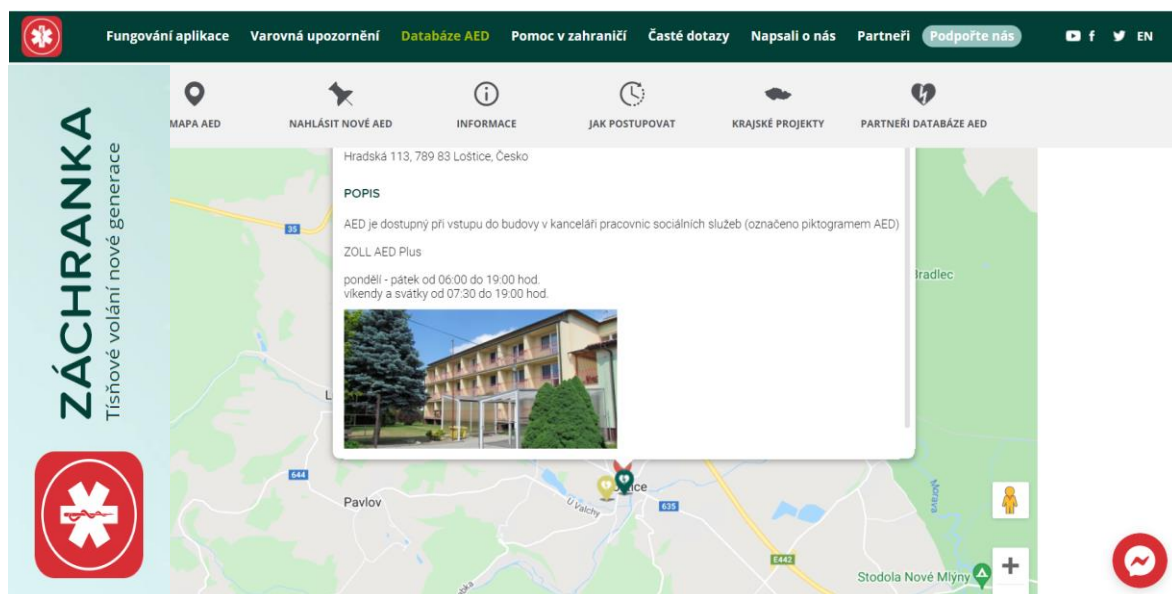 Fungování aplikace Varovná upozornění Databáze AED Pomoc v zahraničí Časté dotazy Napsali o nás Partneři Podpořte nás f EN
MAPA AED NAHLÁSIT NOVÉ AED INFORMACE JAK POSTUPOVAT KRAJSKÉ PROJEKTY PARTNEŘI DATABÁZE AED
ZÁCHRANKA
Tísňové volání nové generace
Hradská 113, 789 83 Loštice, Česko
POPIS
AED je dostupný při vstupu do budovy v kanceláři pracovnic sociálních služeb (označeno piktogramem AED)
ZOLL AED Plus
pondělí - pátek od 06:00 do 19:00 hod.
víkendy a svátky od 07:30 do 19:00 hod.
35
644
Pavlov
U Valchy
635
Morava
E442
Stodola Nové Mlýny
+